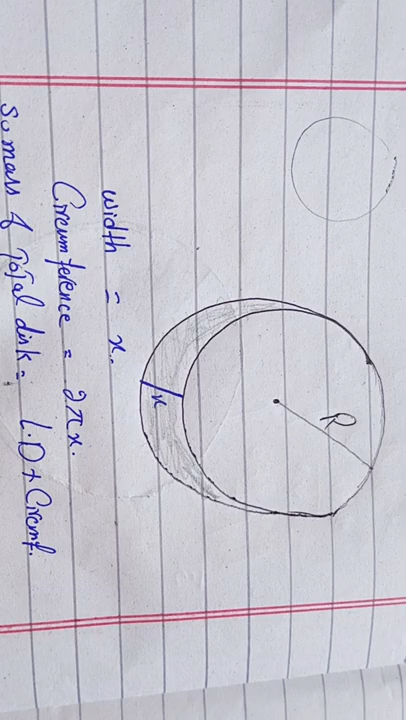 R
x
width = x.
Circumference = 2πx.
So mass of Total disk = L.D + Circumf.